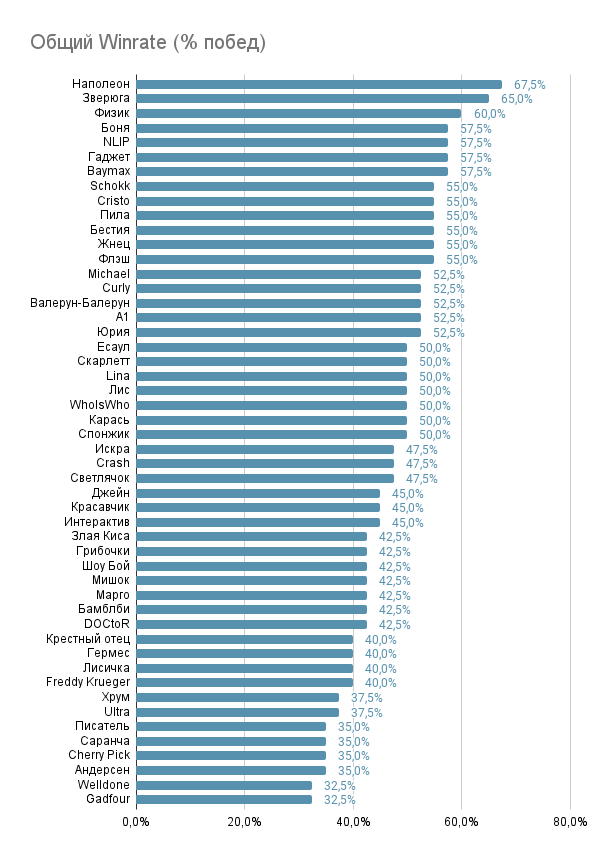 Общий Winrate (% побед)
Наполеон 67,5%
Зверюга 65,0%
Физик 60,0%
Боня 57,5%
NLIP 57,5%
Гаджет 57,5%
Baymax 57,5%
Schokk 55,0%
Cristo 55,0%
Пила 55,0%
Бестия 55,0%
Жнец 55,0%
Флэш 55,0%
Michael 52,5%
Curly 52,5%
Валерун-Балерун 52,5%
A1 52,5%
Юрия 52,5%
Есаул 50,0%
Скарлетт 50,0%
Lina 50,0%
Лис 50,0%
WhoIsWho 50,0%
Карась 50,0%
Спонжик 50,0%
Искра 47,5%
Crash 47,5%
Светлячок 47,5%
Джейн 45,0%
Красавчик 45,0%
Интерактив 45,0%
Злая Киса 42,5%
Грибочки 42,5%
Шоу Бой 42,5%
Мишок 42,5%
Марго 42,5%
Бамблби 42,5%
DOCtoR 42,5%
Крестный отец 40,0%
Гермес 40,0%
Лисичка 40,0%
Freddy Krueger 40,0%
Хрум 37,5%
Ultra 37,5%
Писатель 35,0%
Саранча 35,0%
Cherry Pick 35,0%
Андерсен 35,0%
Welldone 32,5%
Gadfour 32,5%
0,0% 20,0% 40,0% 60,0% 80,0%